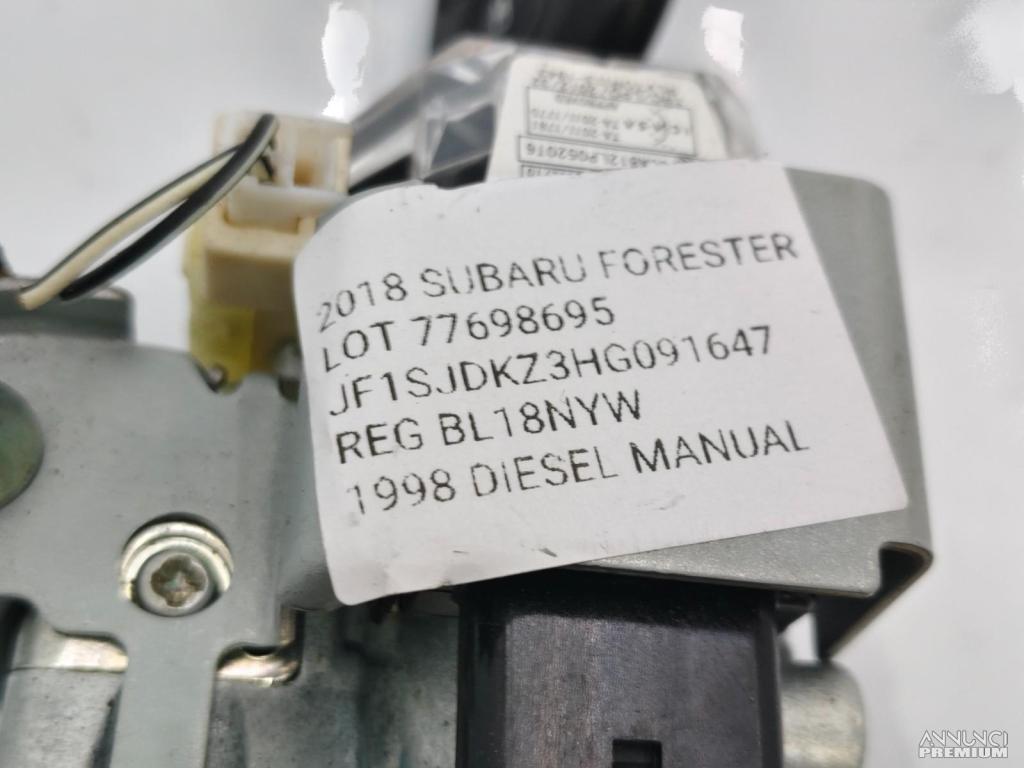 2018 SUBARU FORESTER
LOT 77698695
JF1SJDKZ3HG091647
REG BL18NYW
1998 DIESEL MANUAL
ANNUNCI
PREMIUM